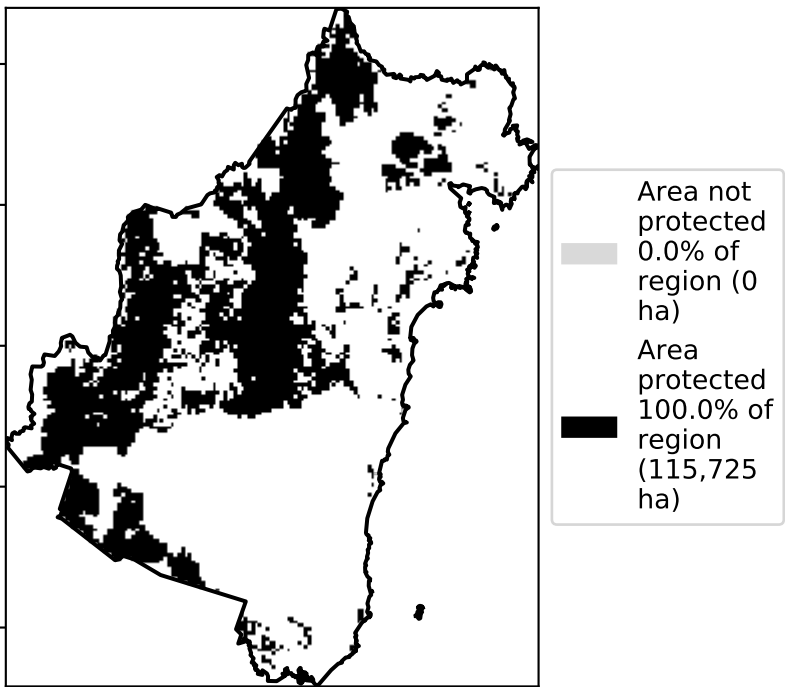 Area not
protected
0.0% of
region (0
ha)
Area
protected
100.0% of
region
(115,725
ha)